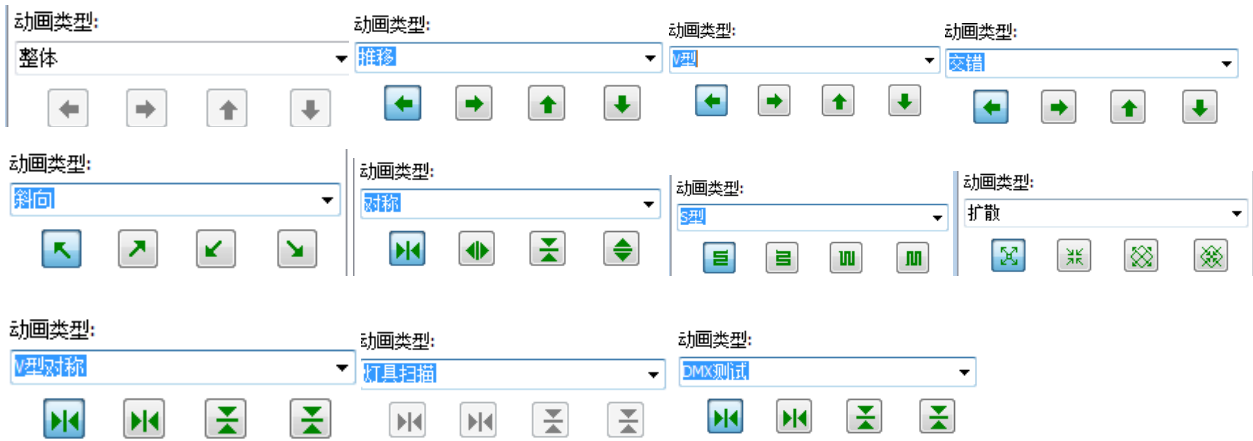 动画类型:
整体
动画类型:
推移
动画类型:
V型
动画类型:
交错
动画类型:
斜向
动画类型:
对称
动画类型:
S型
动画类型:
扩散
动画类型:
V型对称
动画类型:
灯具扫描
动画类型:
DMX测试